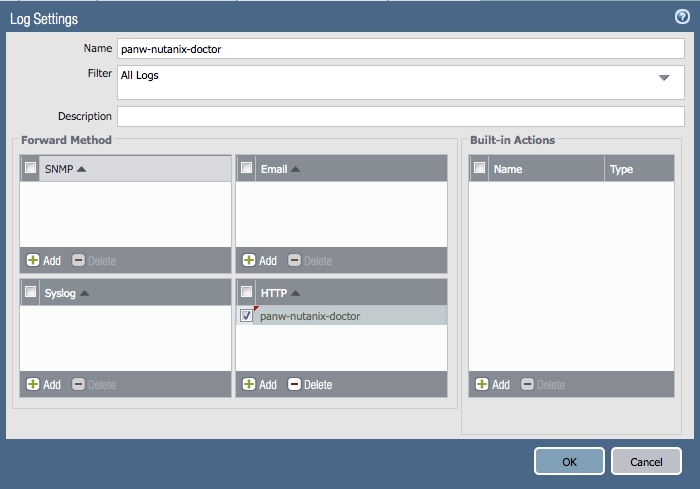 Log Settings
Name panw-nutanix-doctor
Filter All Logs
Description
Forward Method
SNMP
Add Delete
Email
Add Delete
Syslog
Add Delete
HTTP
panw-nutanix-doctor
Add Delete
Built-in Actions
Name Type
Add Delete
OK Cancel